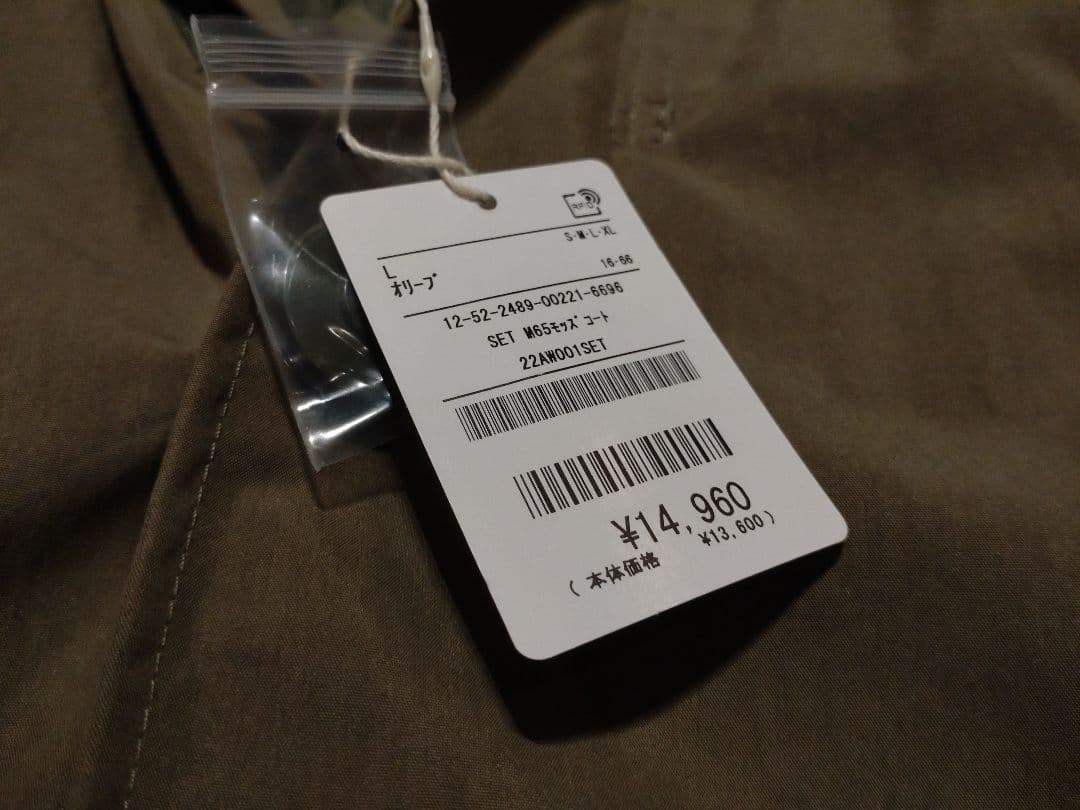 RFID
S·M·L·XL
L
オリーブ 16-66
12-52-2489-00221-6696
SET M65モッズコート
22AW001SET
¥14,960
(本体価格 ¥13,600)